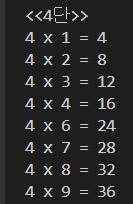 <<4단>>
4 x 1 = 4
4 x 2 = 8
4 x 3 = 12
4 x 4 = 16
4 x 6 = 24
4 x 7 = 28
4 x 8 = 32
4 x 9 = 36